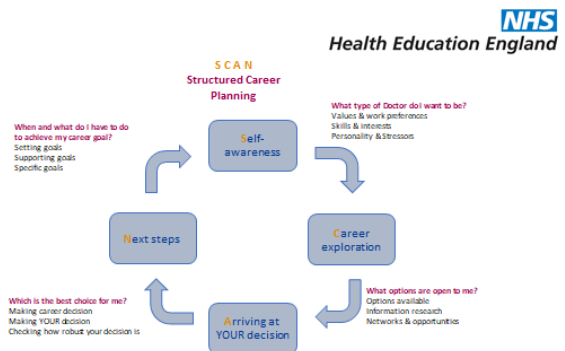 NHS
Health Education England
S C A N
Structured Career
Planning
When and what do I have to do
to achieve my career goal?
Setting goals
Supporting goals
Specific goals
What type of Doctor do I want to be?
Values & work preferences
Skills & interests
Personality & Stressors
Self-
awareness
Next steps
Career
exploration
Which is the best choice for me?
Making career decision
Making YOUR decision
Checking how robust your decision is
Arriving at
YOUR decision
What options are open to me?
Options available
Information research
Networks & opportunities